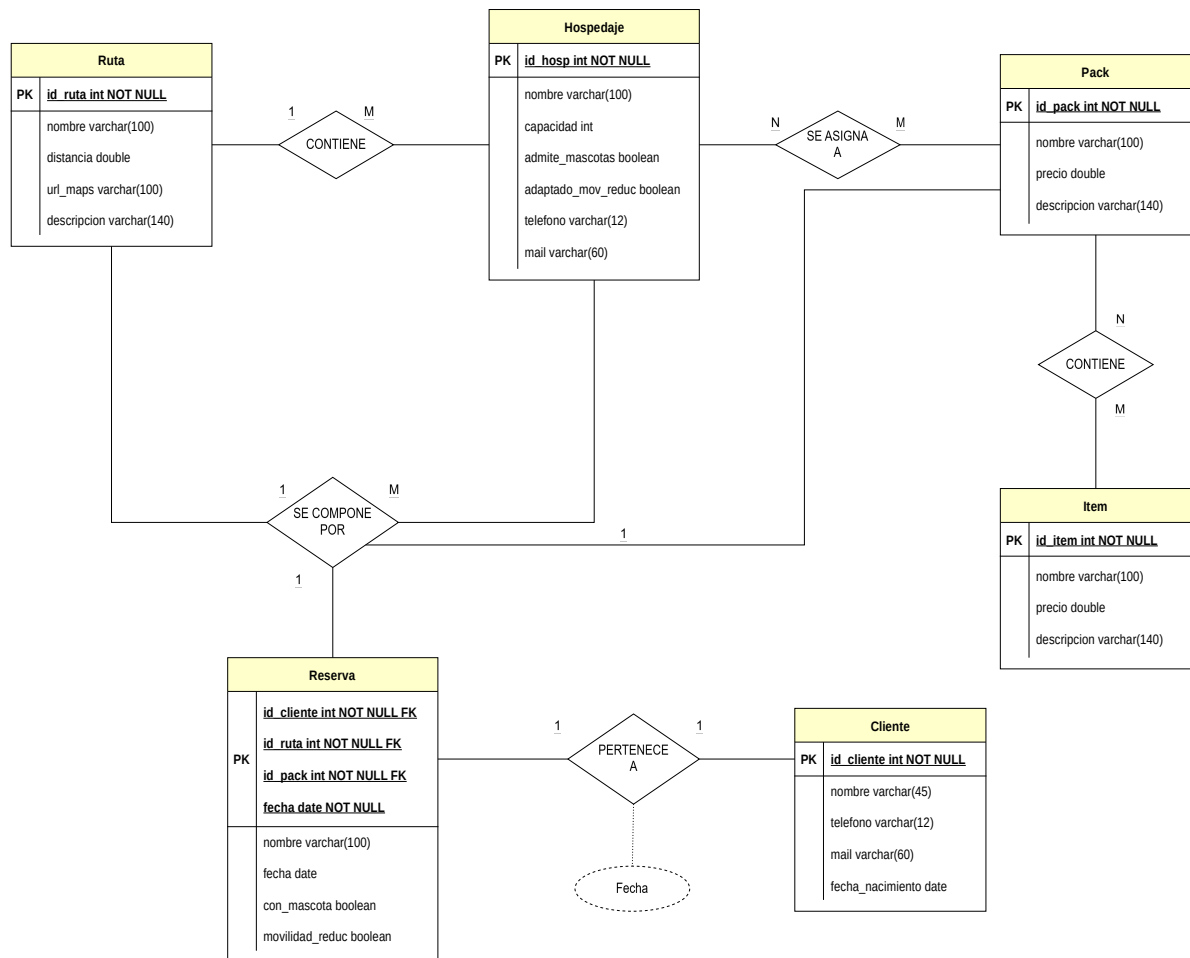 Ruta
PK
id_ruta int NOT NULL
nombre varchar(100)
distancia double
url_maps varchar(100)
descripcion varchar(140)
1
M
CONTIENE
Hospedaje
PK
id_hosp int NOT NULL
nombre varchar(100)
capacidad int
admite_mascotas boolean
adaptado_mov_reduc boolean
telefono varchar(12)
mail varchar(60)
N
M
SE ASIGNA
A
Pack
PK
id_pack int NOT NULL
nombre varchar(100)
precio double
descripcion varchar(140)
N
CONTIENE
M
Item
PK
id_item int NOT NULL
nombre varchar(100)
precio double
descripcion varchar(140)
1
M
SE COMPONE
POR
1
1
Reserva
PK
id_cliente int NOT NULL FK
id_ruta int NOT NULL FK
id_pack int NOT NULL FK
fecha date NOT NULL
nombre varchar(100)
fecha date
con_mascota boolean
movilidad_reduc boolean
1
1
PERTENECE
A
Fecha
Cliente
PK
id_cliente int NOT NULL
nombre varchar(45)
telefono varchar(12)
mail varchar(60)
fecha_nacimiento date